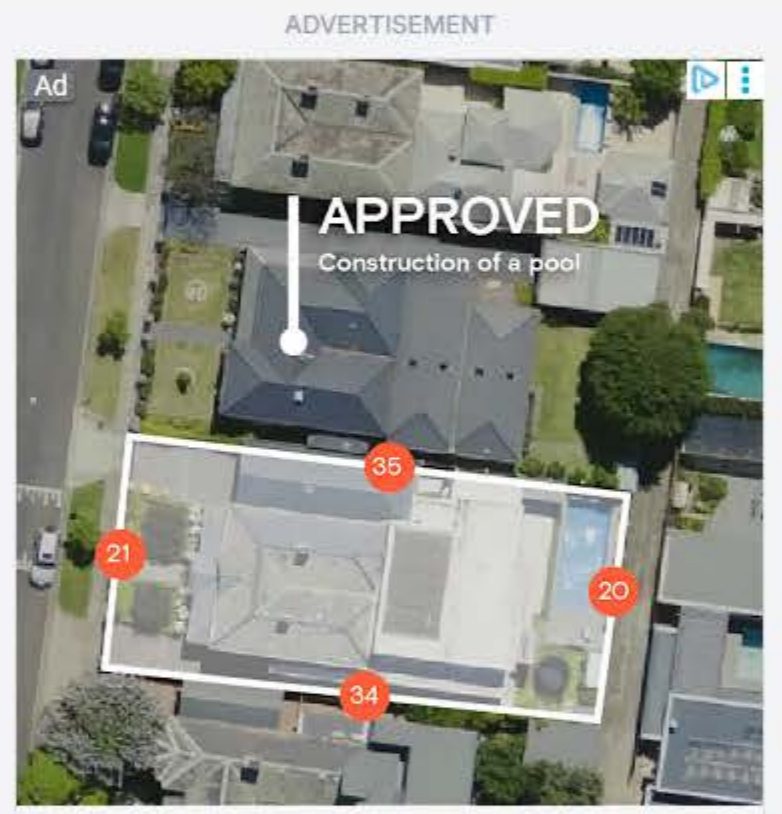 ADVERTISEMENT
Ad
APPROVED
Construction of a pool
35
21
20
34